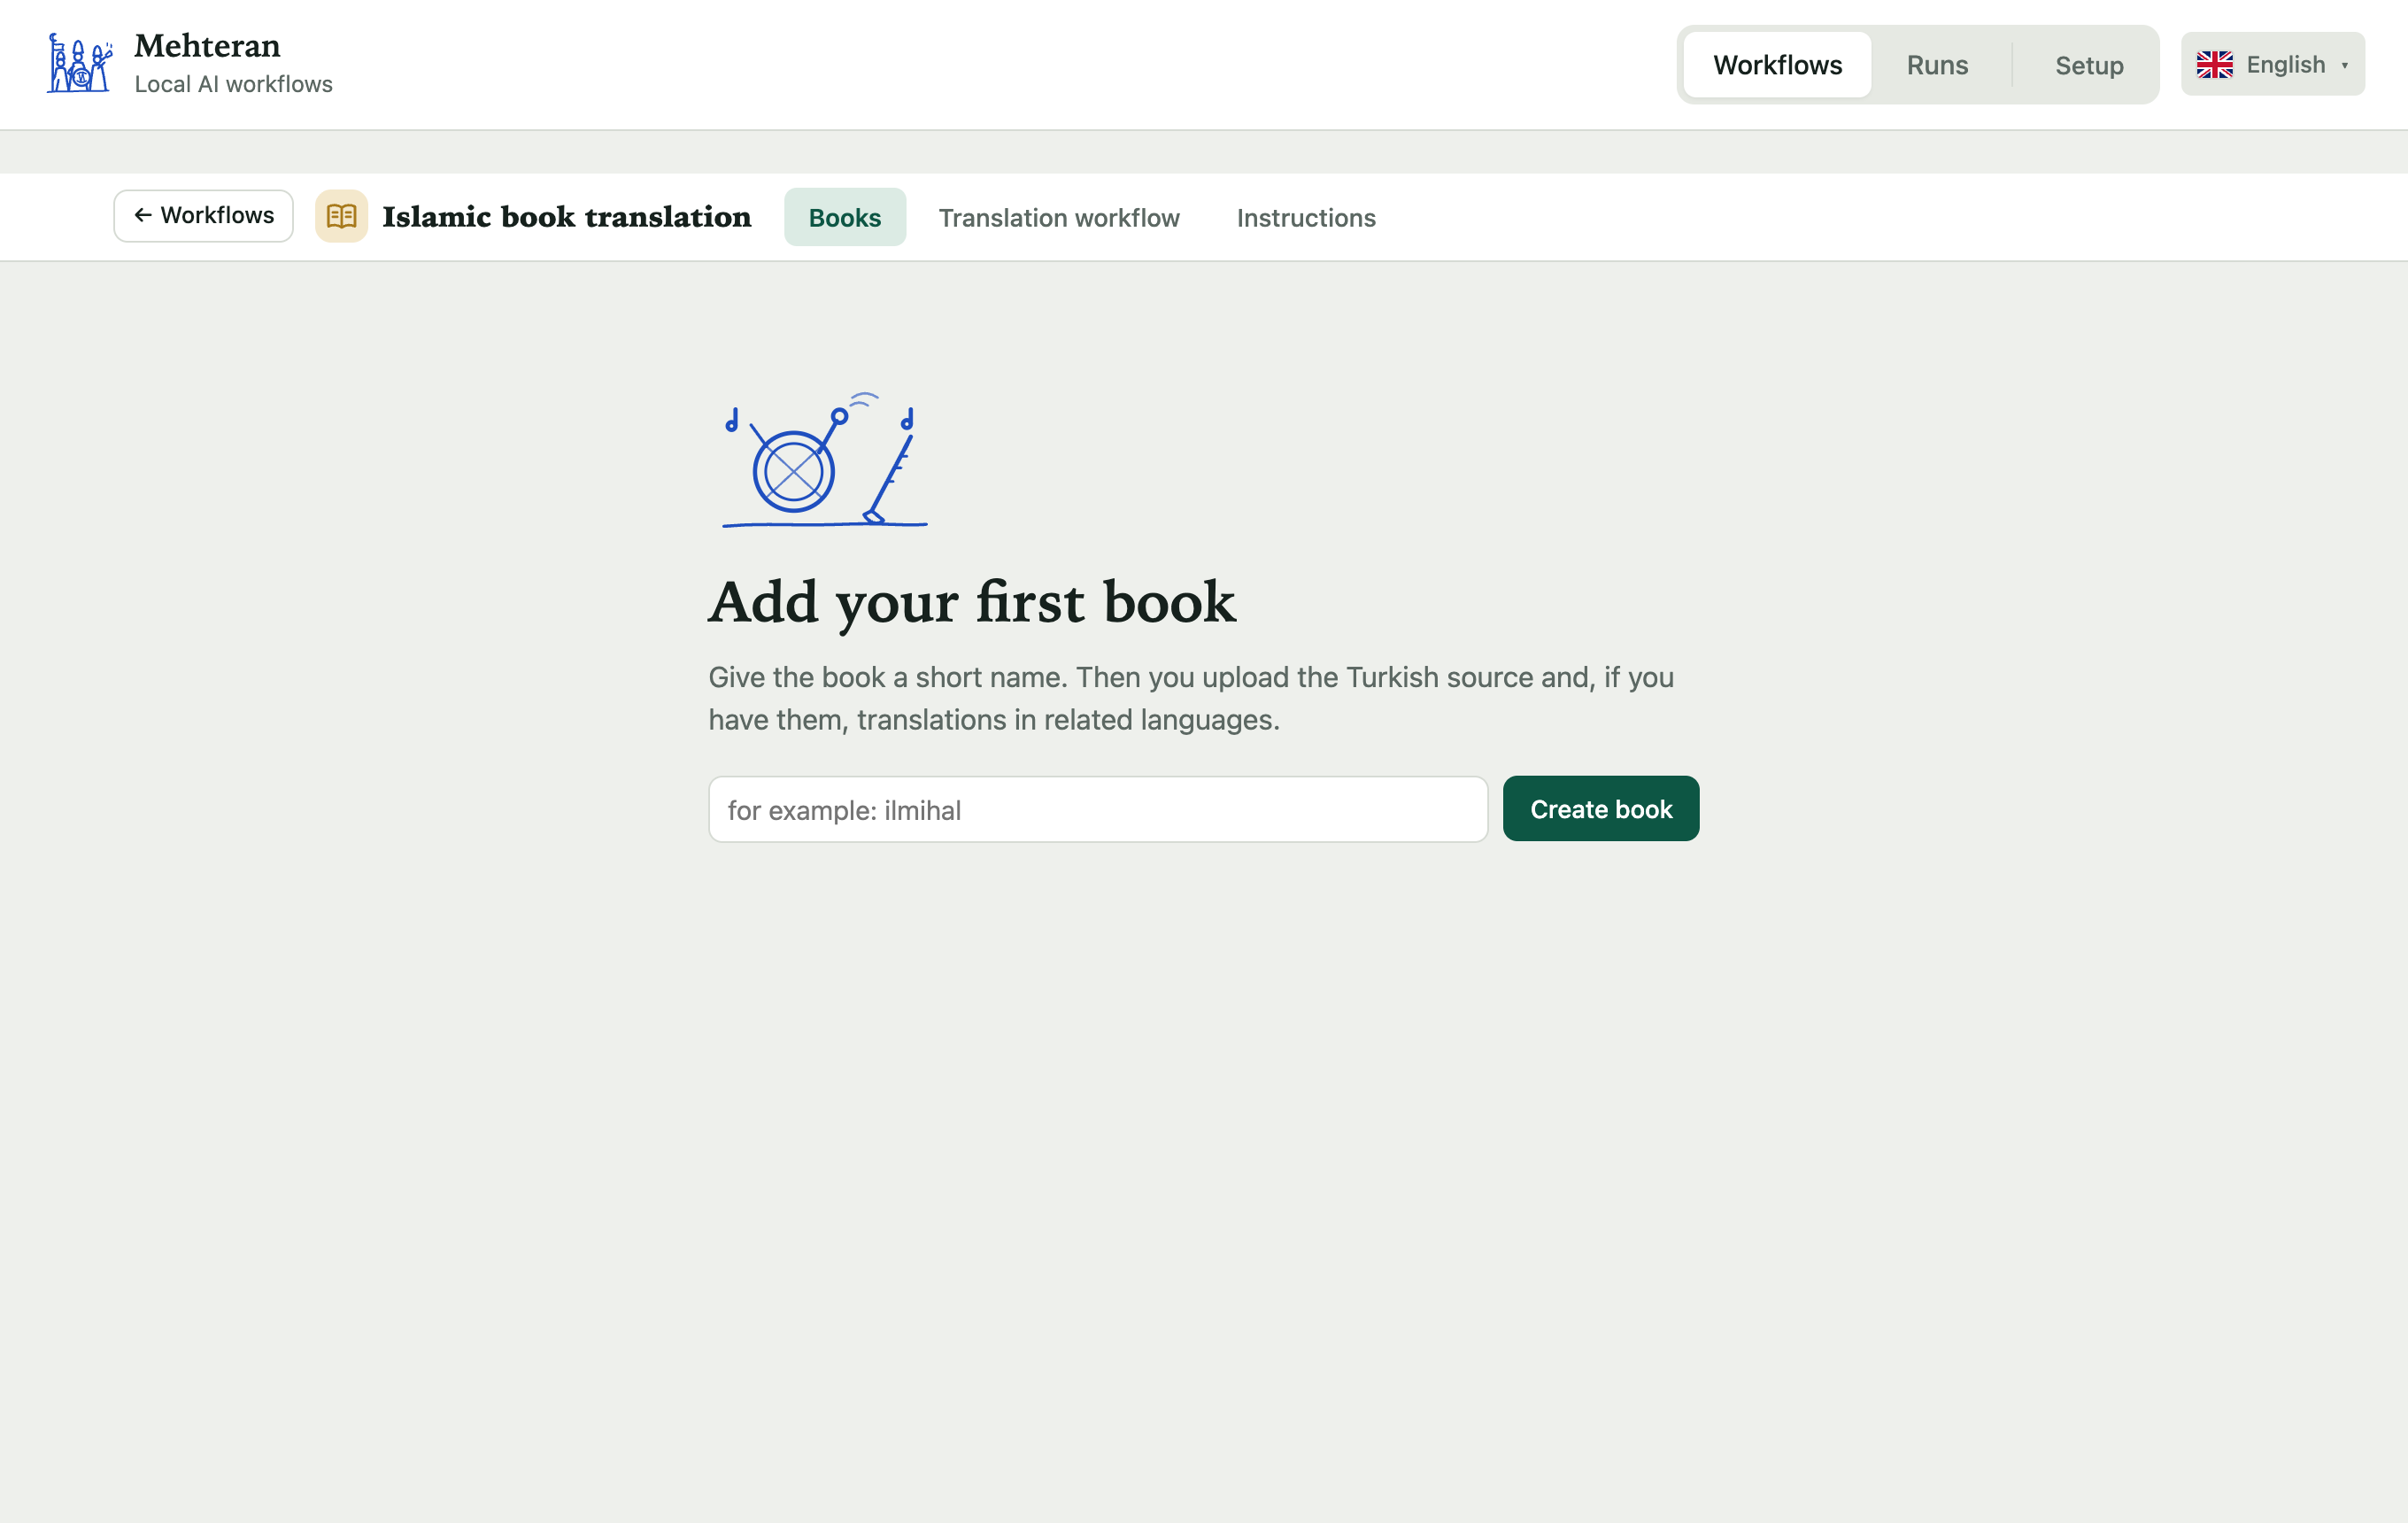 Mehteran
Local AI workflows
Workflows
Runs
Setup
English
← Workflows
Islamic book translation
Books
Translation workflow
Instructions
Add your first book
Give the book a short name. Then you upload the Turkish source and, if you
have them, translations in related languages.
for example: ilmihal
Create book